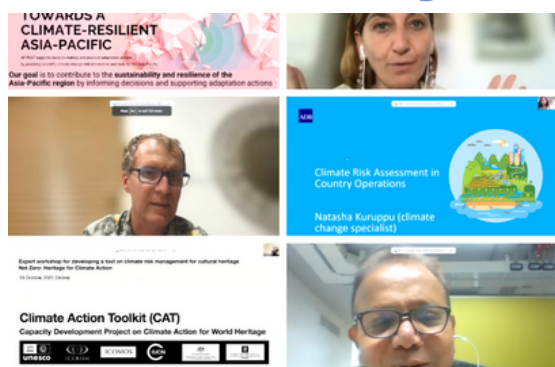 TOWARDS A
CLIMATE-RESILIENT
ASIA-PACIFIC
Our goal is to contribute to the sustainability and resilience of the
Asia-Pacific region by informing decisions and supporting adaptation actions
ADB
Climate Risk Assessment in
Country Operations
Natasha Kuruppu (climate
change specialist)
Expert workshop for developing a tool on climate risk management for cultural heritage
Net Zero: Heritage for Climate Action
Climate Action Toolkit (CAT)
Capacity Development Project on Climate Action for World Heritage
unesco
ICCROM
ICOMOS
IUCN